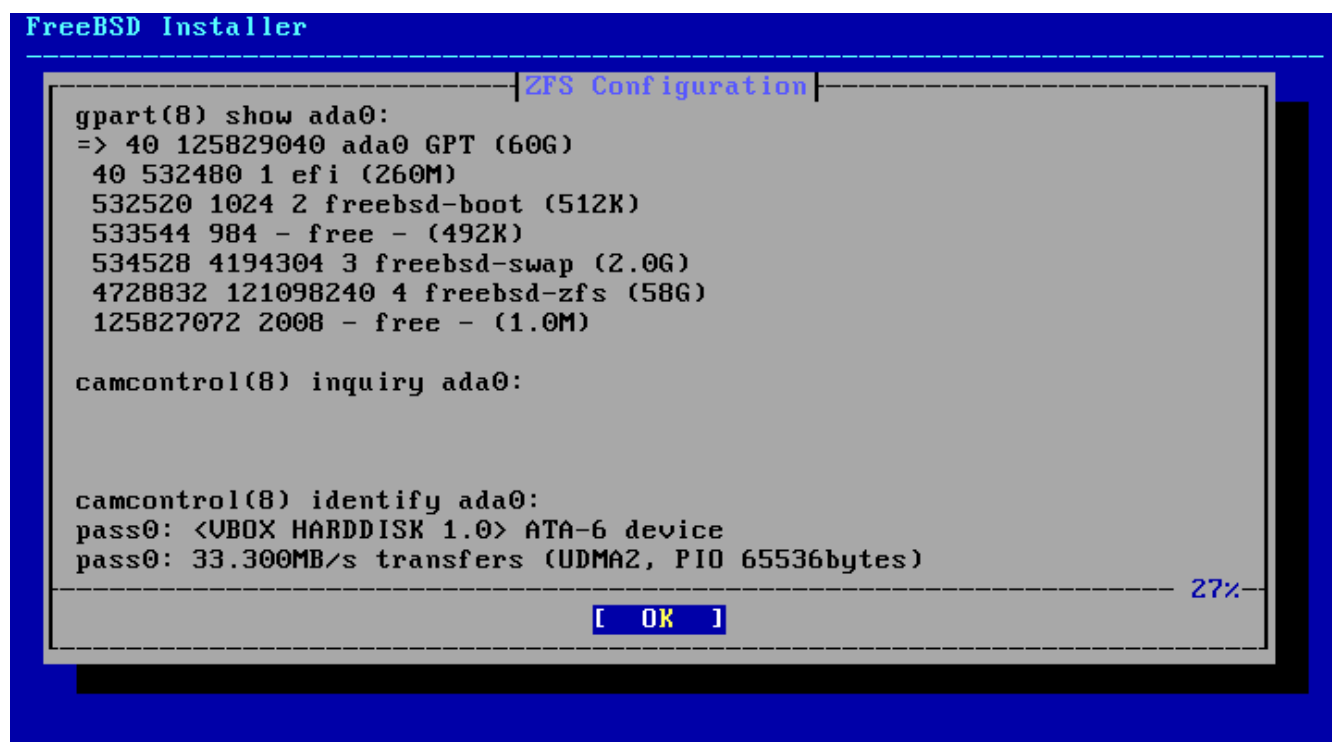 FreeBSD Installer
ZFS Configuration
gpart(8) show ada0:
=> 40 125829040 ada0 GPT (60G)
40 532480 1 efi (260M)
532520 1024 2 freebsd-boot (512K)
533544 984 - free - (492K)
534528 4194304 3 freebsd-swap (2.0G)
4728832 121098240 4 freebsd-zfs (58G)
125827072 2008 - free - (1.0M)
camcontrol(8) inquiry ada0:
camcontrol(8) identify ada0:
pass0: <VBOX HARDDISK 1.0> ATA-6 device
pass0: 33.300MB/s transfers (UDMA2, PIO 65536bytes)
27%
[ OK ]